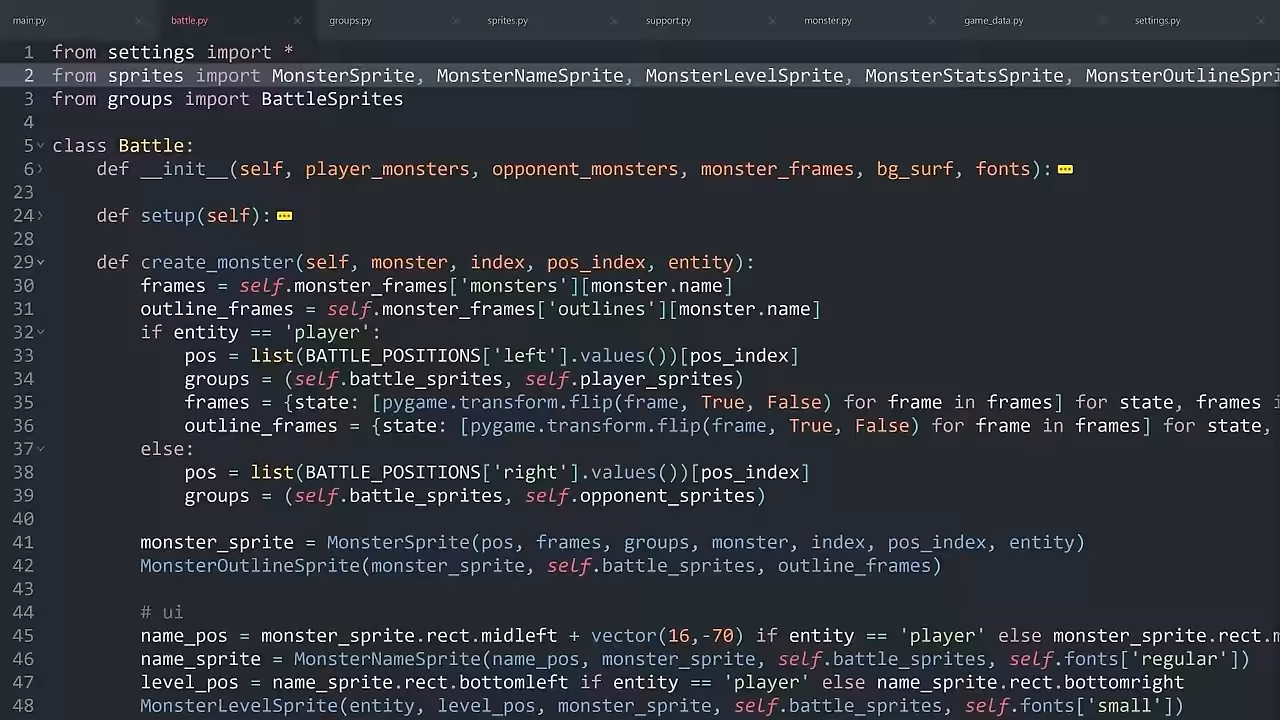 main.py battle.py groups.py sprites.py support.py monster.py game_data.py settings.py
1 from settings import *
2 from sprites import MonsterSprite, MonsterNameSprite, MonsterLevelSprite, MonsterStatsSprite, MonsterOutlineSpri
3 from groups import BattleSprites
4
5 class Battle:
6 def __init__(self, player_monsters, opponent_monsters, monster_frames, bg_surf, fonts):
23
24 def setup(self):
28
29 def create_monster(self, monster, index, pos_index, entity):
30 frames = self.monster_frames['monsters'][monster.name]
31 outline_frames = self.monster_frames['outlines'][monster.name]
32 if entity == 'player':
33 pos = list(BATTLE_POSITIONS['left'].values())[pos_index]
34 groups = (self.battle_sprites, self.player_sprites)
35 frames = {state: [pygame.transform.flip(frame, True, False) for frame in frames] for state, frames i
36 outline_frames = {state: [pygame.transform.flip(frame, True, False) for frame in frames] for state,
37 else:
38 pos = list(BATTLE_POSITIONS['right'].values())[pos_index]
39 groups = (self.battle_sprites, self.opponent_sprites)
40
41 monster_sprite = MonsterSprite(pos, frames, groups, monster, index, pos_index, entity)
42 MonsterOutlineSprite(monster_sprite, self.battle_sprites, outline_frames)
43
44 # ui
45 name_pos = monster_sprite.rect.midleft + vector(16,-70) if entity == 'player' else monster_sprite.rect.m
46 name_sprite = MonsterNameSprite(name_pos, monster_sprite, self.battle_sprites, self.fonts['regular'])
47 level_pos = name_sprite.rect.bottomleft if entity == 'player' else name_sprite.rect.bottomright
48 MonsterLevelSprite(entity, level_pos, monster_sprite, self.battle_sprites, self.fonts['small'])